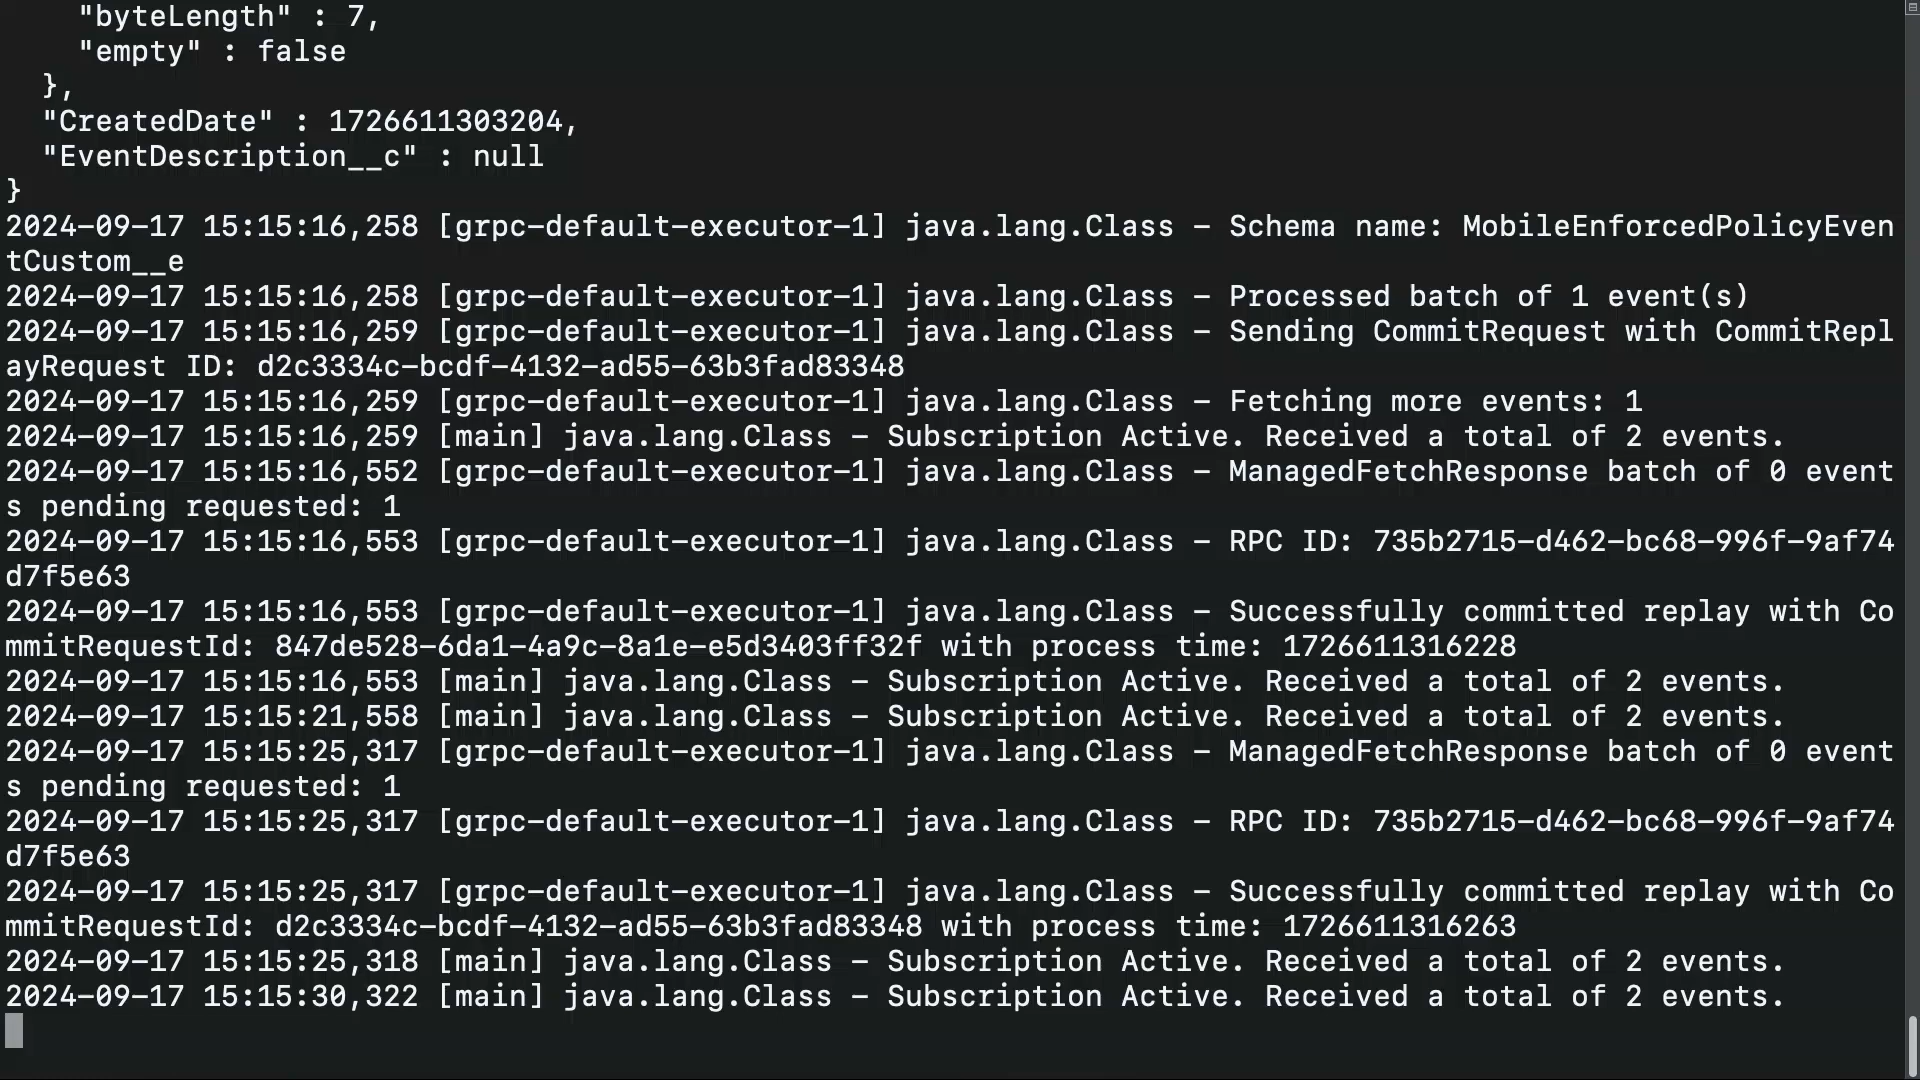 "byteLength" : 7,
    "empty" : false
  },
  "CreatedDate" : 1726611303204,
  "EventDescription__c" : null
}
2024-09-17 15:15:16,258 [grpc-default-executor-1] java.lang.Class - Schema name: MobileEnforcedPolicyEven
tCustom__e
2024-09-17 15:15:16,258 [grpc-default-executor-1] java.lang.Class - Processed batch of 1 event(s)
2024-09-17 15:15:16,259 [grpc-default-executor-1] java.lang.Class - Sending CommitRequest with CommitRepl
ayRequest ID: d2c3334c-bcdf-4132-ad55-63b3fad83348
2024-09-17 15:15:16,259 [grpc-default-executor-1] java.lang.Class - Fetching more events: 1
2024-09-17 15:15:16,259 [main] java.lang.Class - Subscription Active. Received a total of 2 events.
2024-09-17 15:15:16,552 [grpc-default-executor-1] java.lang.Class - ManagedFetchResponse batch of 0 event
s pending requested: 1
2024-09-17 15:15:16,553 [grpc-default-executor-1] java.lang.Class - RPC ID: 735b2715-d462-bc68-996f-9af74
d7f5e63
2024-09-17 15:15:16,553 [grpc-default-executor-1] java.lang.Class - Successfully committed replay with Co
mmitRequestId: 847de528-6da1-4a9c-8a1e-e5d3403ff32f with process time: 1726611316228
2024-09-17 15:15:16,553 [main] java.lang.Class - Subscription Active. Received a total of 2 events.
2024-09-17 15:15:21,558 [main] java.lang.Class - Subscription Active. Received a total of 2 events.
2024-09-17 15:15:25,317 [grpc-default-executor-1] java.lang.Class - ManagedFetchResponse batch of 0 event
s pending requested: 1
2024-09-17 15:15:25,317 [grpc-default-executor-1] java.lang.Class - RPC ID: 735b2715-d462-bc68-996f-9af74
d7f5e63
2024-09-17 15:15:25,317 [grpc-default-executor-1] java.lang.Class - Successfully committed replay with Co
mmitRequestId: d2c3334c-bcdf-4132-ad55-63b3fad83348 with process time: 1726611316263
2024-09-17 15:15:25,318 [main] java.lang.Class - Subscription Active. Received a total of 2 events.
2024-09-17 15:15:30,322 [main] java.lang.Class - Subscription Active. Received a total of 2 events.